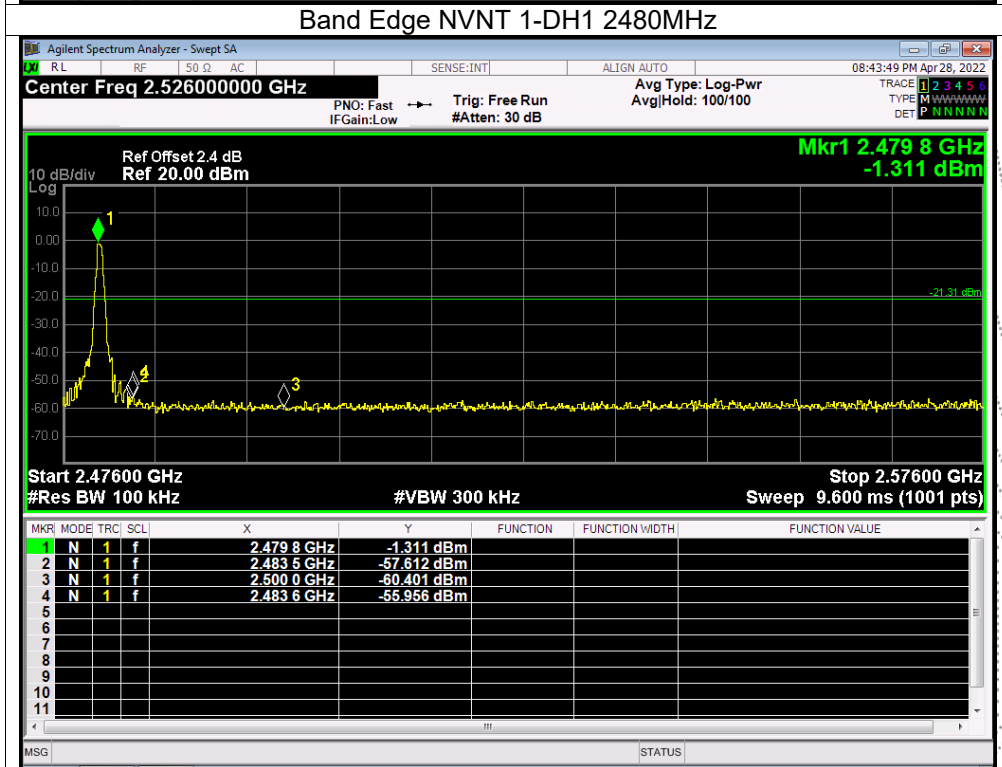 Band Edge NVNT 1-DH1 2480MHz
Agilent Spectrum Analyzer - Swept SA
LXI RL RF 50 Ω AC SENSE:INT ALIGN AUTO 08:43:49 PM Apr 28, 2022
Center Freq 2.526000000 GHz
PNO: Fast Trig: Free Run Avg Type: Log-Pwr TRACE 1 2 3 4 5 6
IFGain:Low #Atten: 30 dB Avg|Hold: 100/100 TYPE M WWWWW
DET P N N N N N
Ref Offset 2.4 dB Mkr1 2.479 8 GHz
10 dB/div Ref 20.00 dBm -1.311 dBm
Log
10.0
1
0.00
-10.0
-20.0
-21.31 dBm
-30.0
-40.0
4
-50.0
2
3
-60.0
-70.0
Start 2.47600 GHz Stop 2.57600 GHz
#Res BW 100 kHz #VBW 300 kHz Sweep 9.600 ms (1001 pts)
MKR MODE TRC SCL X Y FUNCTION FUNCTION WIDTH FUNCTION VALUE
1 N 1 f 2.479 8 GHz -1.311 dBm
2 N 1 f 2.483 5 GHz -57.612 dBm
3 N 1 f 2.500 0 GHz -60.401 dBm
4 N 1 f 2.483 6 GHz -55.956 dBm
5
6
7
8
9
10
11
MSG STATUS